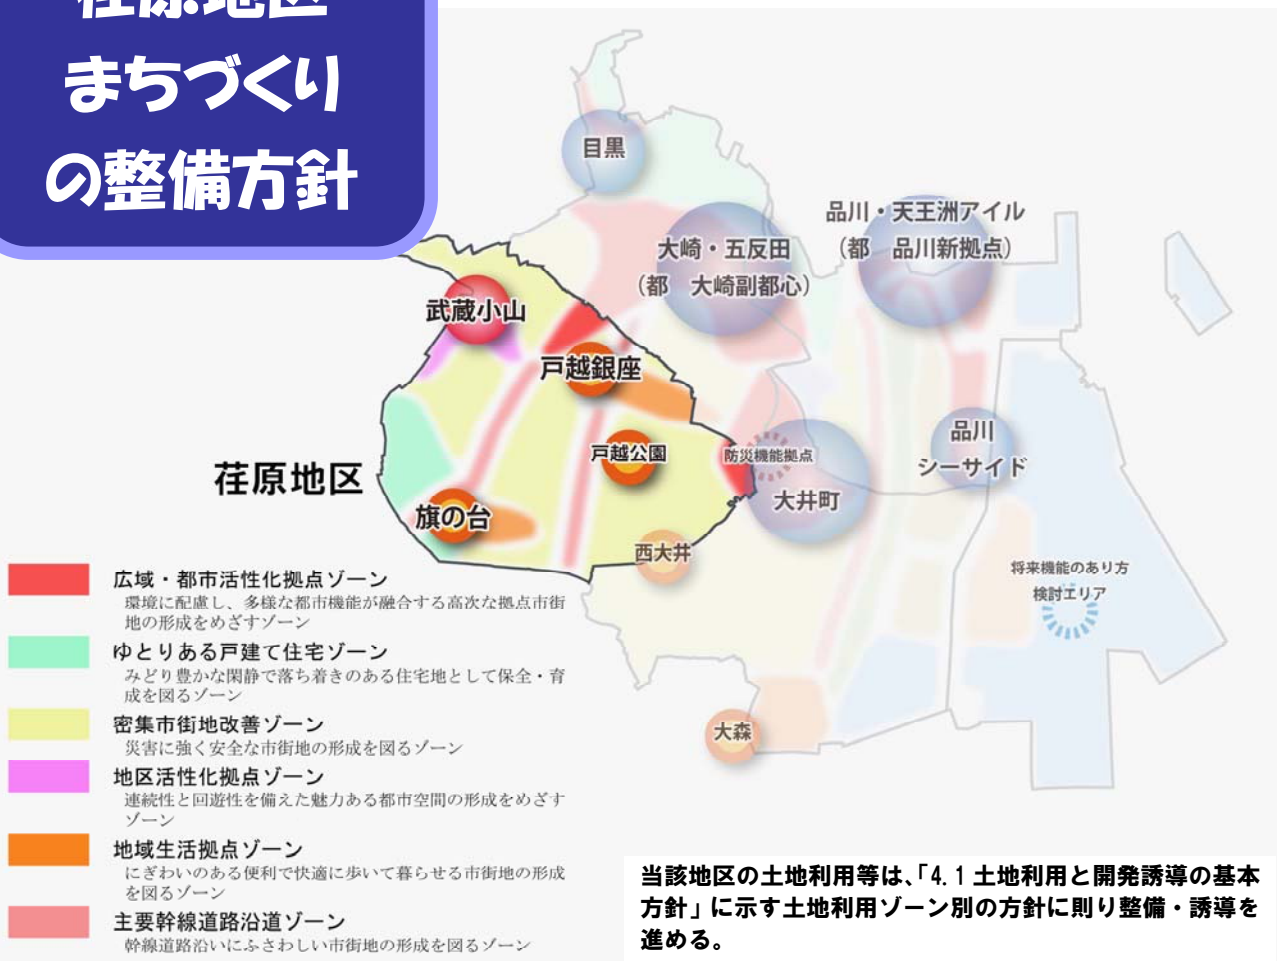 荏原地区
まちづくり
の整備方針
目黒
大崎・五反田
(都 大崎副都心)
品川・天王洲アイル
(都 品川新拠点)
武蔵小山
戸越銀座
戸越公園
防災機能拠点
大井町
品川
シーサイド
荏原地区
旗の台
西大井
将来機能のあり方
検討エリア
大森
広域・都市活性化拠点ゾーン
環境に配慮し、多様な都市機能が融合する高次な拠点市街
地の形成をめざすゾーン
ゆとりある戸建て住宅ゾーン
みどり豊かな閑静で落ち着きのある住宅地として保全・育
成を図るゾーン
密集市街地改善ゾーン
災害に強く安全な市街地の形成を図るゾーン
地区活性化拠点ゾーン
連続性と回遊性を備えた魅力ある都市空間の形成をめざす
ゾーン
地域生活拠点ゾーン
にぎわいのある便利で快適に歩いて暮らせる市街地の形成
を図るゾーン
主要幹線道路沿道ゾーン
幹線道路沿いにふさわしい市街地の形成を図るゾーン
当該地区の土地利用等は、「4.1土地利用と開発誘導の基本
方針」に示す土地利用ゾーン別の方針に則り整備・誘導を
進める。